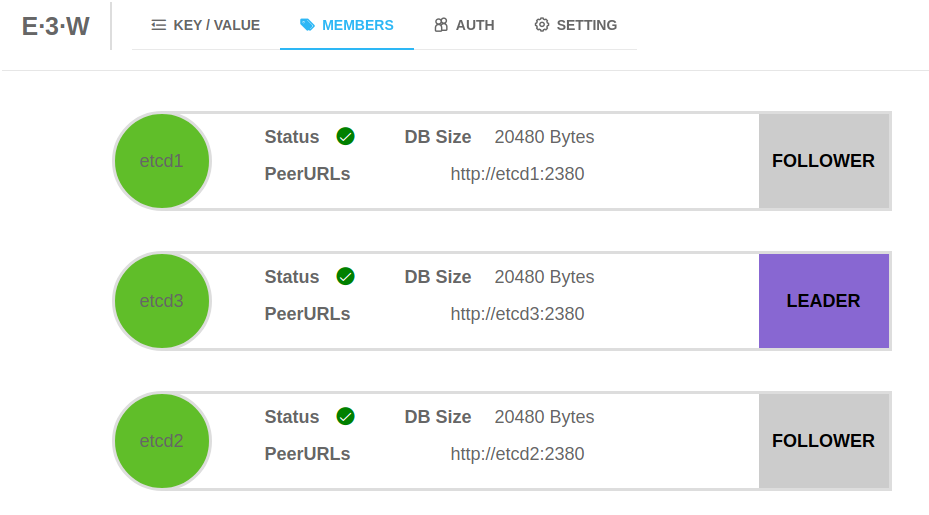 E·3·W KEY / VALUE MEMBERS AUTH SETTING
Status DB Size 20480 Bytes
etcd1 FOLLOWER
PeerURLs http://etcd1:2380
Status DB Size 20480 Bytes
etcd3 LEADER
PeerURLs http://etcd3:2380
Status DB Size 20480 Bytes
etcd2 FOLLOWER
PeerURLs http://etcd2:2380